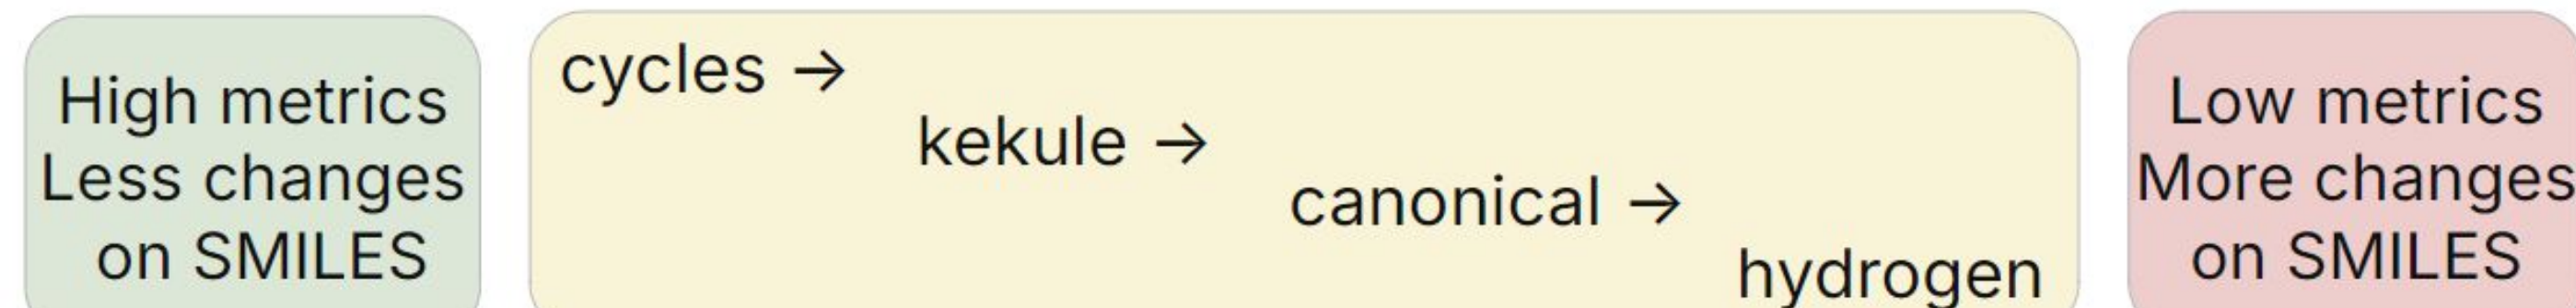 High metrics
Less changes
on SMILES
cycles →
kekule →
canonical →
hydrogen
Low metrics
More changes
on SMILES